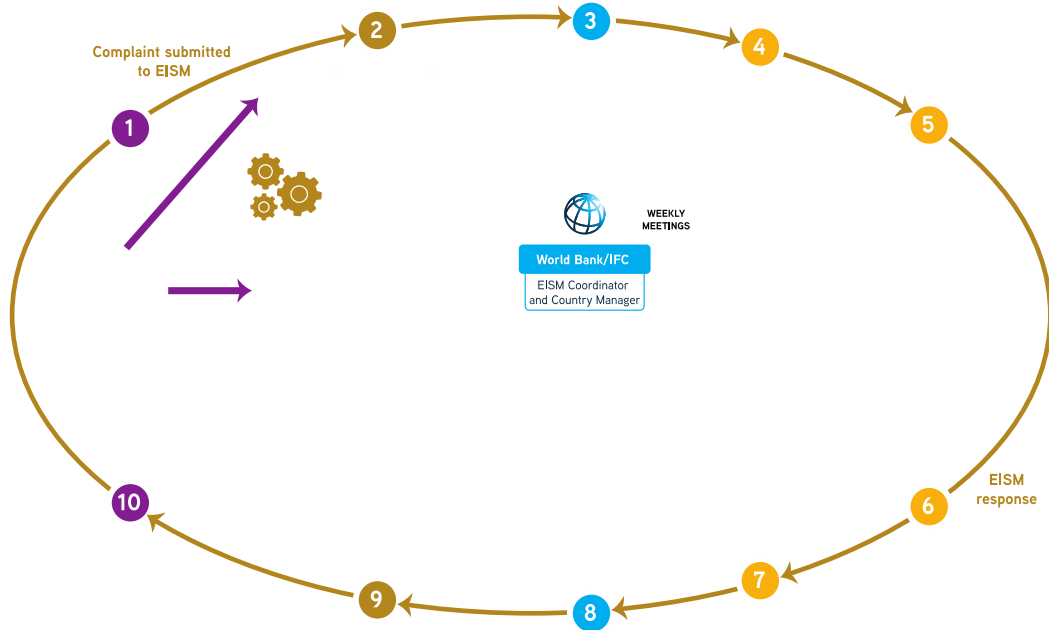 2
3
4
Complaint submitted
to EISM
1
5
WEEKLY
MEETINGS
World Bank/IFC
EISM Coordinator
and Country Manager
EISM
response
10
6
7
9
8